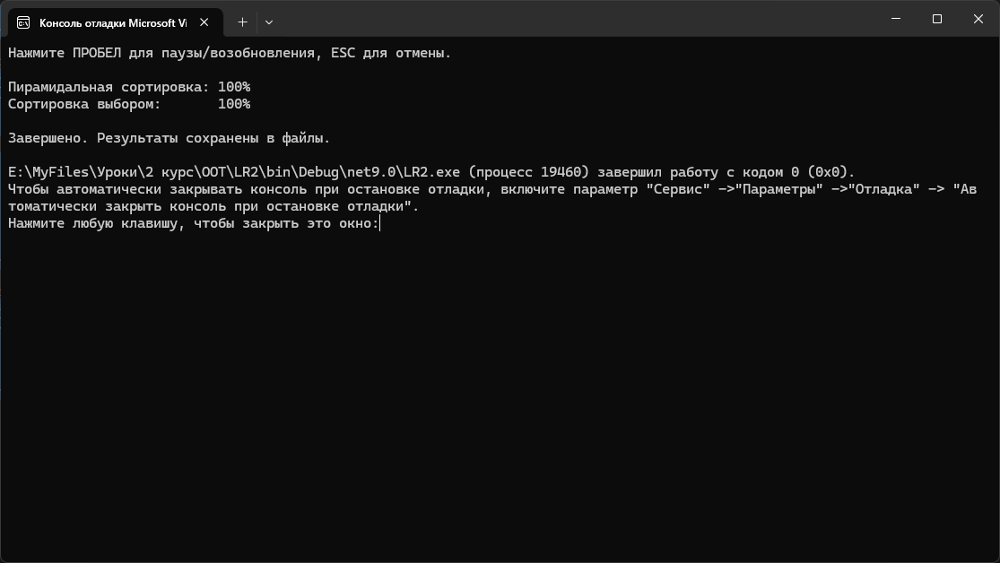 Консоль отладки Microsoft Vi
Нажмите ПРОБЕЛ для паузы/возобновления, ESC для отмены.
Пирамидальная сортировка: 100%
Сортировка выбором: 100%
Завершено. Результаты сохранены в файлы.
E:\MyFiles\Уроки\2 курс\OOT\LR2\bin\Debug\net9.0\LR2.exe (процесс 19460) завершил работу с кодом 0 (0x0).
Чтобы автоматически закрывать консоль при остановке отладки, включите параметр "Сервис" ->"Параметры" ->"Отладка" -> "Ав
томатически закрыть консоль при остановке отладки".
Нажмите любую клавишу, чтобы закрыть это окно: